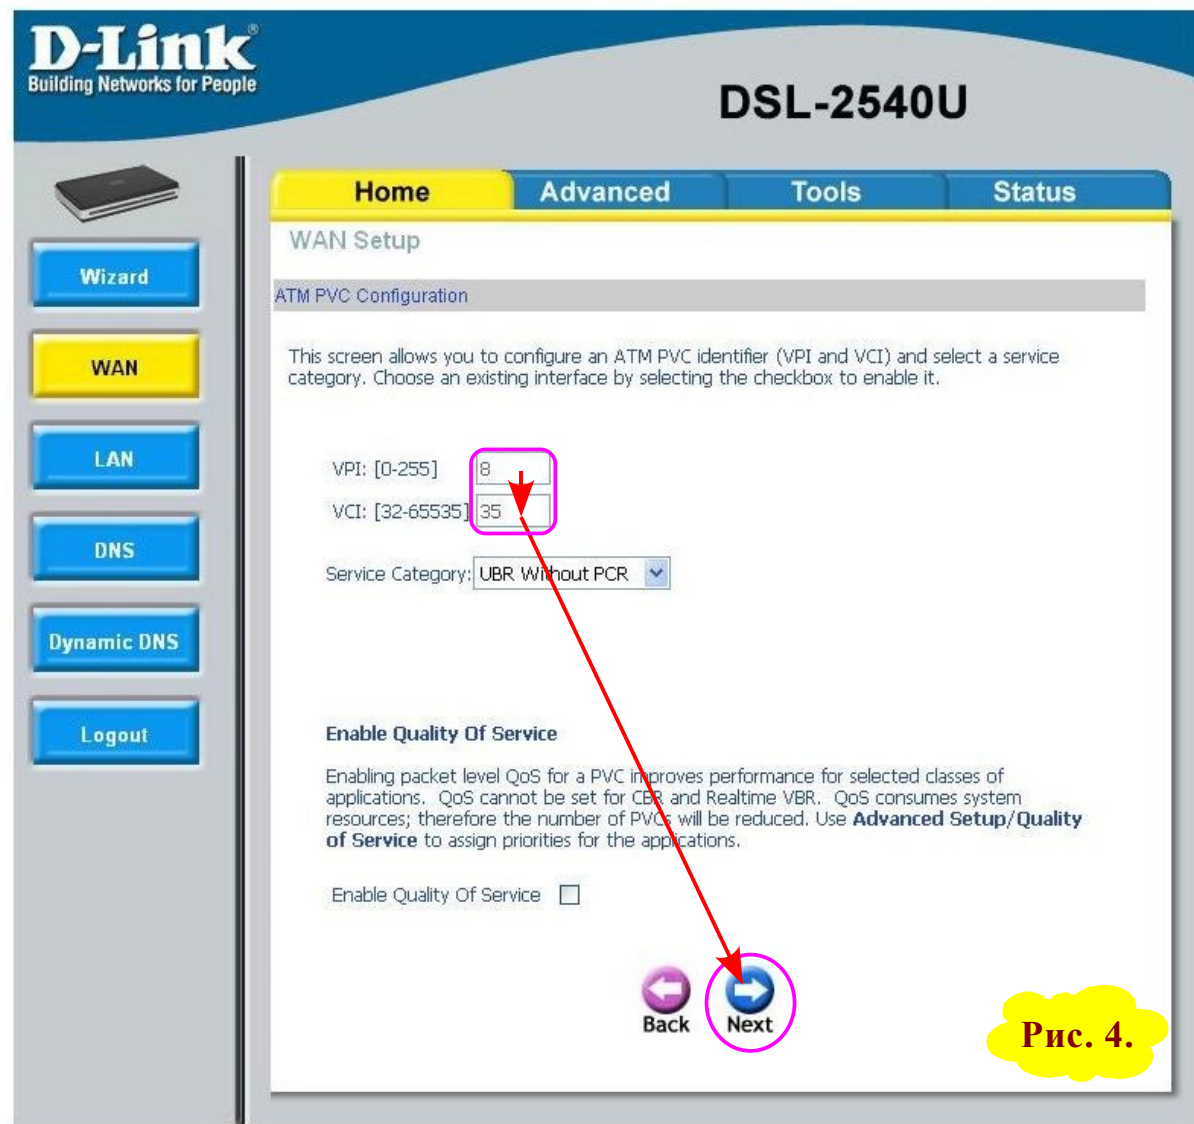 D-Link®
Building Networks for People
DSL-2540U
Home Advanced Tools Status
Wizard
WAN
LAN
DNS
Dynamic DNS
Logout
WAN Setup
ATM PVC Configuration
This screen allows you to configure an ATM PVC identifier (VPI and VCI) and select a service
category. Choose an existing interface by selecting the checkbox to enable it.
VPI: [0-255] 8
VCI: [32-65535] 35
Service Category: UBR Without PCR
Enable Quality Of Service
Enabling packet level QoS for a PVC improves performance for selected classes of
applications. QoS cannot be set for CBR and Realtime VBR. QoS consumes system
resources; therefore the number of PVCs will be reduced. Use Advanced Setup/Quality
of Service to assign priorities for the applications.
Enable Quality Of Service
Back Next
Рис. 4.